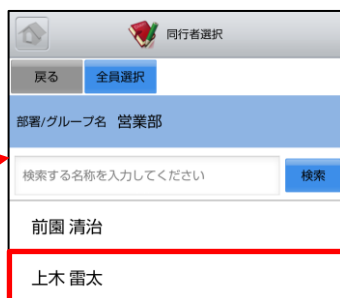 同行者選択
戻る 全員選択
部署/グループ名 営業部
検索する名称を入力してください 検索
前園 清治
上木 雷太